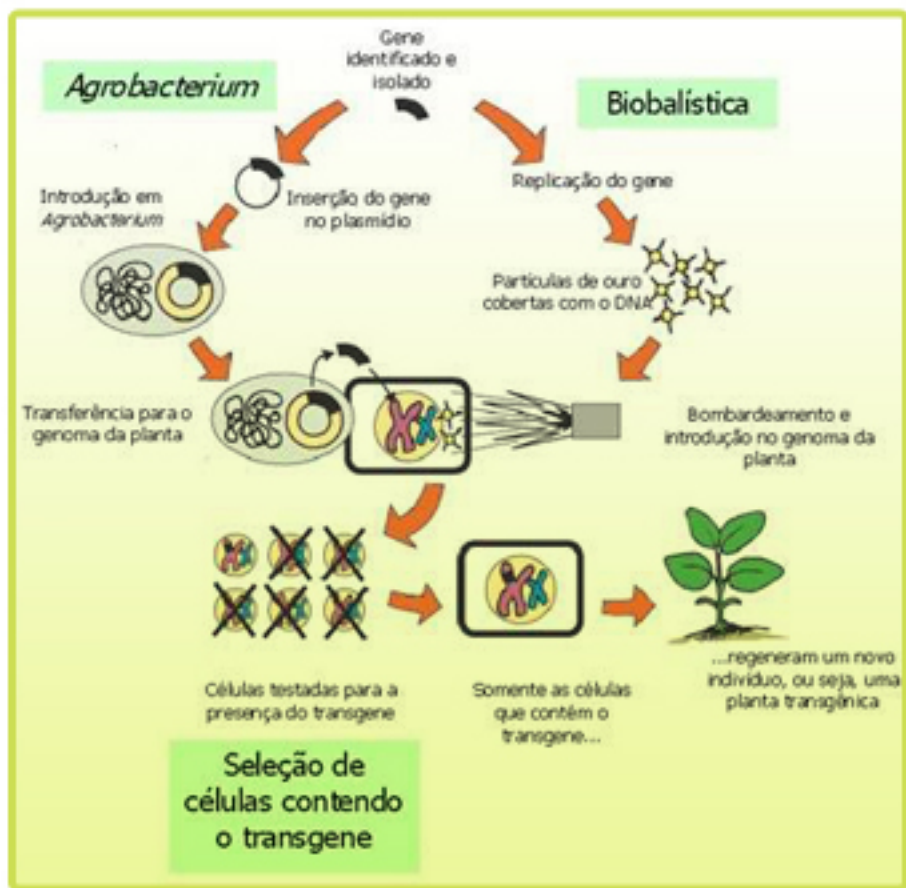 Gene
identificado e
isolado
Agrobacterium
Biobalística
Introdução em
Agrobacterium
Inserção do gene
no plasmídio
Replicação do gene
Partículas de ouro
cobertas com o DNA
Transferência para o
genoma da planta
Bombardeamento e
introdução no genoma da
planta
Células testadas para a
presença do transgene
Somente as células
que contêm o
transgene...
...regeneram um novo
indivíduo, ou seja, uma
planta transgênica
Seleção de
células contendo
o transgene